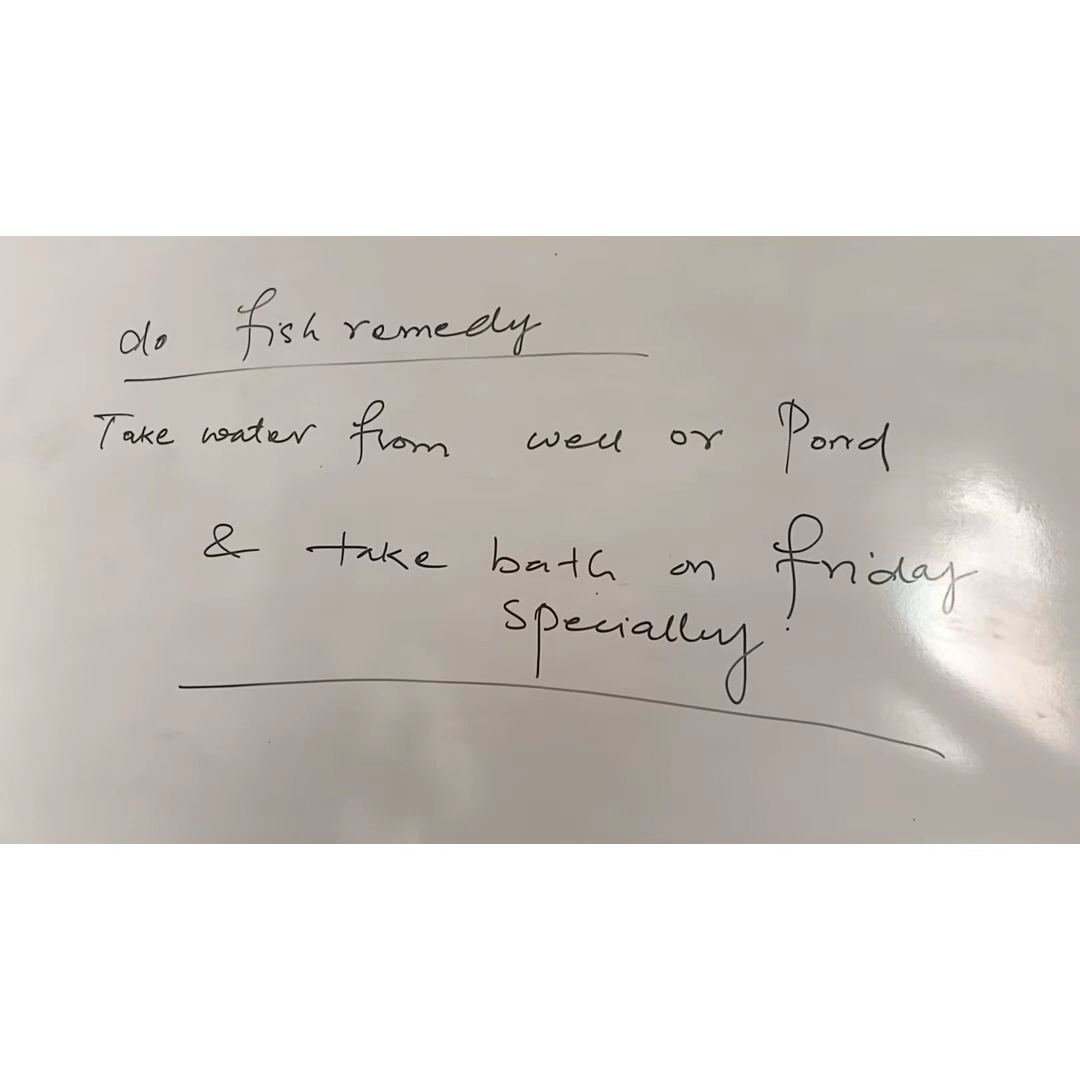 do fish remedy
Take water from well or Pond
& take bath on friday
specially!